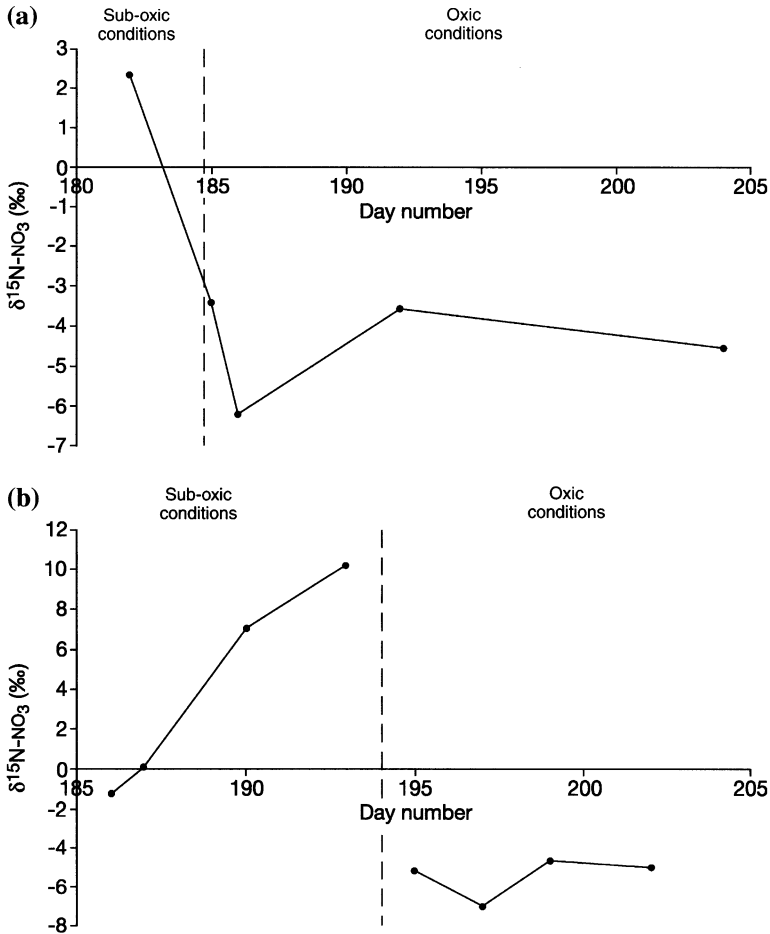 (a)
Sub-oxic
conditions
Oxic
conditions
3
2
1
0
180 185 190 195 200 205
-1
Day number
-2
-3
-4
-5
-6
-7
δ15N-NO3 (‰)
(b)
Sub-oxic
conditions
Oxic
conditions
12
10
8
6
4
2
0
185 190 195 200 205
-2
Day number
-4
-6
-8
δ15N-NO3 (‰)